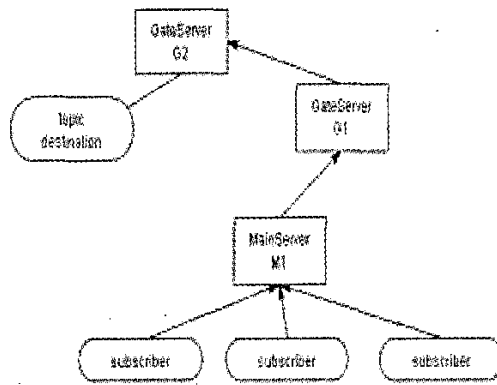 GateServer
G2
Topic
destination
GateServer
G1
MainServer
M1
subscriber
subscriber
subscriber